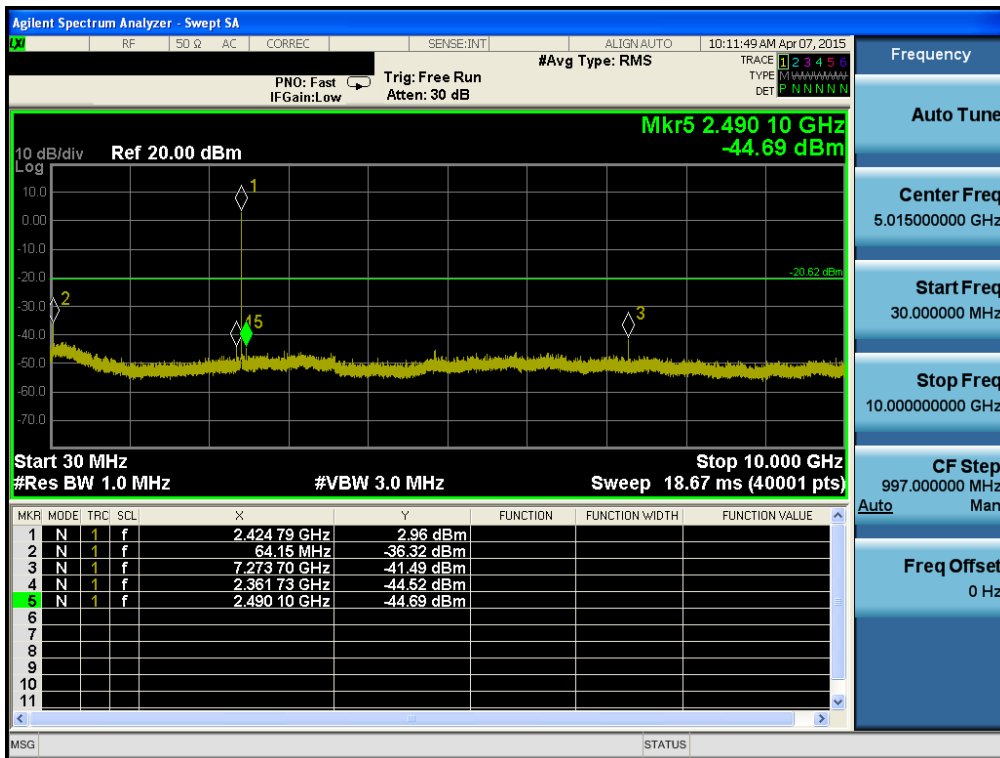 Agilent Spectrum Analyzer - Swept SA
LXI RF 50 Ω AC CORREC SENSE:INT ALIGN AUTO 10:11:49 AM Apr 07, 2015
#Avg Type: RMS
TRACE 1 2 3 4 5 6
PNO: Fast Trig: Free Run
TYPE M
IFGain:Low Atten: 30 dB
DET P N N N N N
Mkr5 2.490 10 GHz
-44.69 dBm
10 dB/div Ref 20.00 dBm
Log
10.0
0.00
-10.0
-20.0
-30.0
-40.0
-50.0
-60.0
-70.0
1
-20.62 dBm
2
3
5
Start 30 MHz Stop 10.000 GHz
#Res BW 1.0 MHz #VBW 3.0 MHz Sweep 18.67 ms (40001 pts)
MKR MODE TRC SCL X Y FUNCTION FUNCTION WIDTH FUNCTION VALUE
1 N 1 f 2.424 79 GHz 2.96 dBm
2 N 1 f 64.15 MHz -36.32 dBm
3 N 1 f 7.273 70 GHz -41.49 dBm
4 N 1 f 2.361 73 GHz -44.52 dBm
5 N 1 f 2.490 10 GHz -44.69 dBm
6
7
8
9
10
11
MSG STATUS
Frequency
Auto Tune
Center Freq
5.015000000 GHz
Start Freq
30.000000 MHz
Stop Freq
10.000000000 GHz
CF Step
997.000000 MHz
Auto Man
Freq Offset
0 Hz